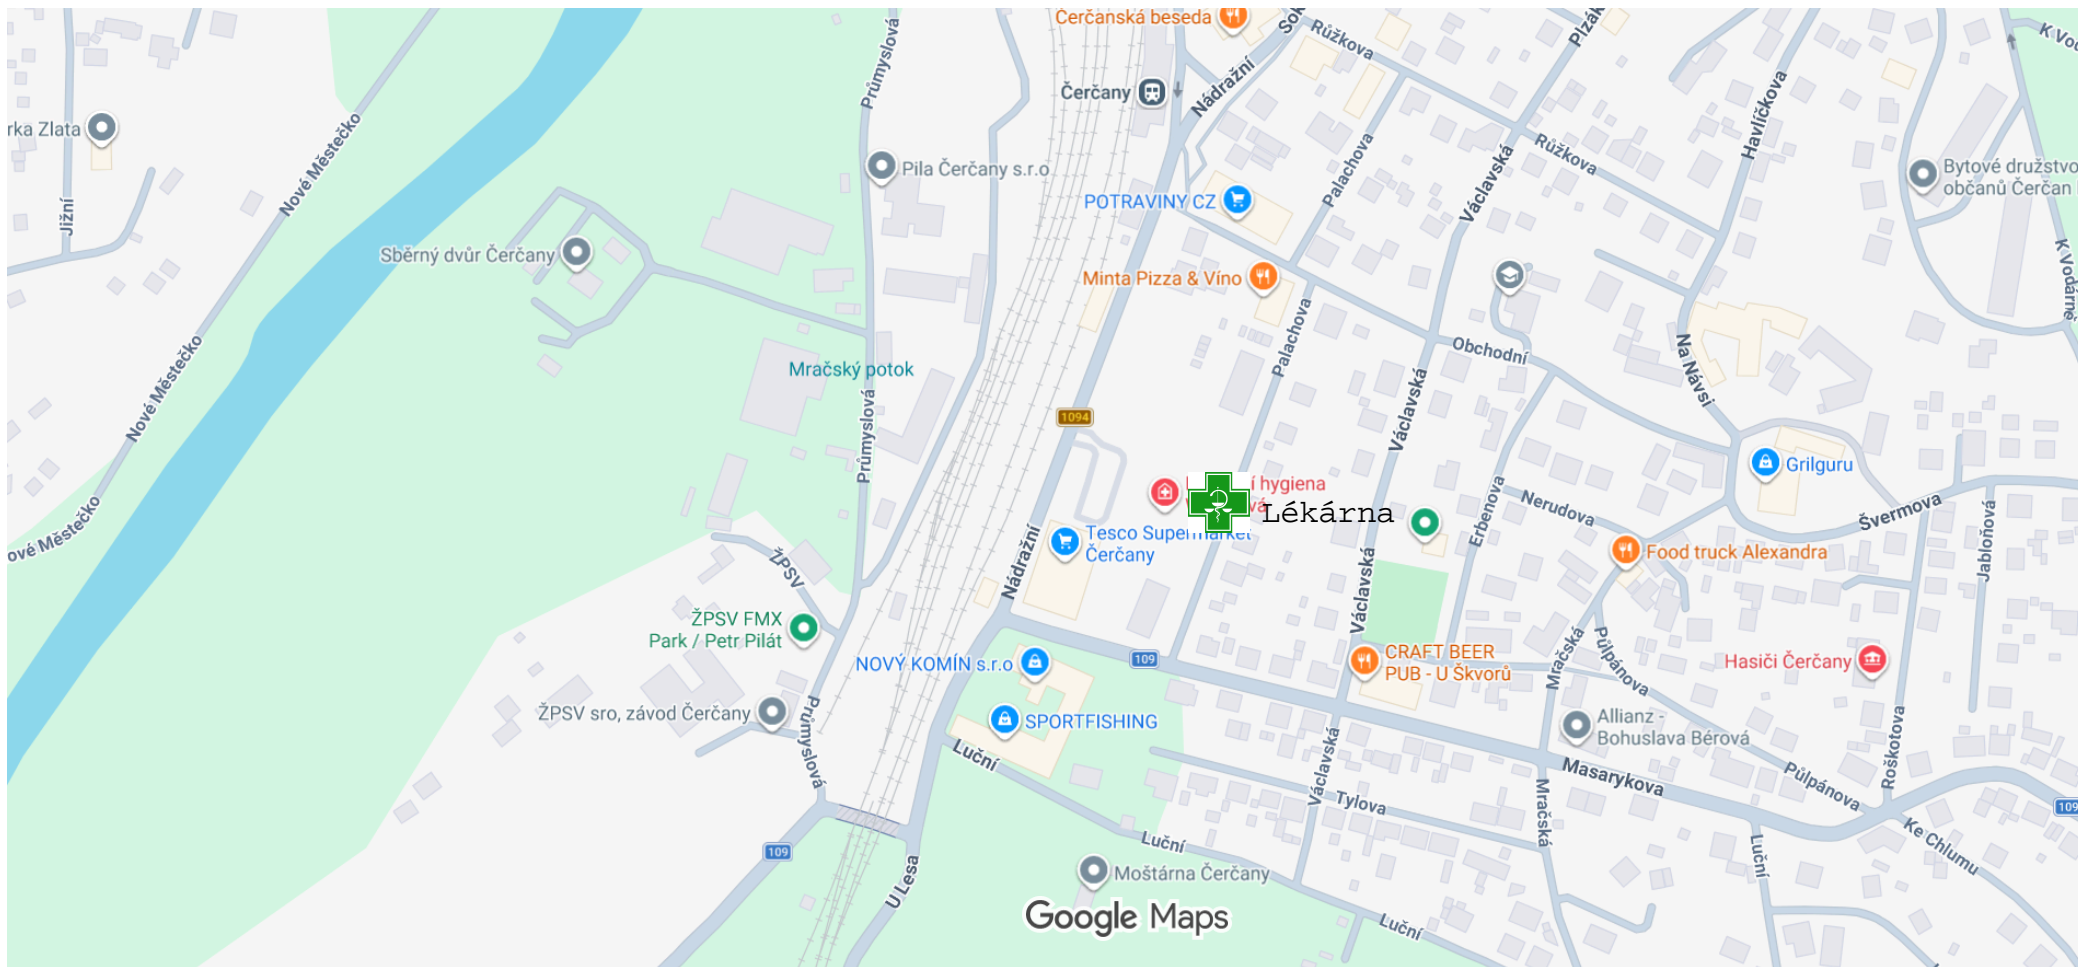 Čerčanská beseda
Sok
Růžkova
Plzák
K Vod
Průmyslová
Čerčany
Nádražní
Havlíčkova
rka Zlata
Nové Městečko
Palachova
Růžkova
Pila Čerčany s.r.o
Václavská
Bytové družstvo
občanů Čerčan
Jižní
POTRAVINY CZ
Sběrný dvůr Čerčany
Minta Pizza & Víno
K Vodárně
Palachova
Obchodní
Na Návsi
Mračský potok
Nové Městečko
Průmyslová
1094
Václavská
Grilguru
í hygiena
vá
Lékárna
Erbenova
Nerudova
Švermova
ové Městečko
Nádražní
Tesco Supermarket
Čerčany
Food truck Alexandra
Jabloňová
ŽPSV
Václavská
ŽPSV FMX
Park / Petr Pilát
NOVÝ KOMÍN s.r.o
109
CRAFT BEER
PUB - U Škvorů
Mračská
Půlpánova
Hasiči Čerčany
ŽPSV sro, závod Čerčany
Průmyslová
SPORTFISHING
Allianz -
Bohuslava Bérová
Luční
Václavská
Masarykova
Půlpánova
Roškotova
Tylova
Mračská
109
Ke Chlumu
Luční
109
Luční
U Lesa
Moštárna Čerčany
Google Maps
Luční